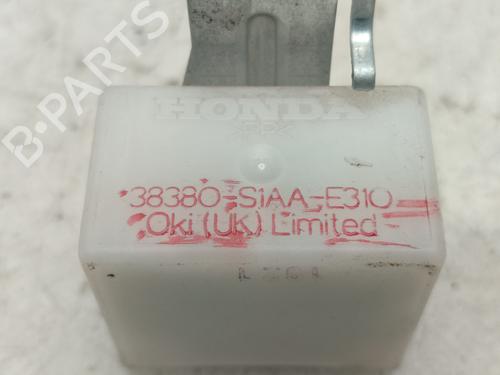 B-PARTS
HONDA
38380-S1AA-E310
Oki (UK) Limited